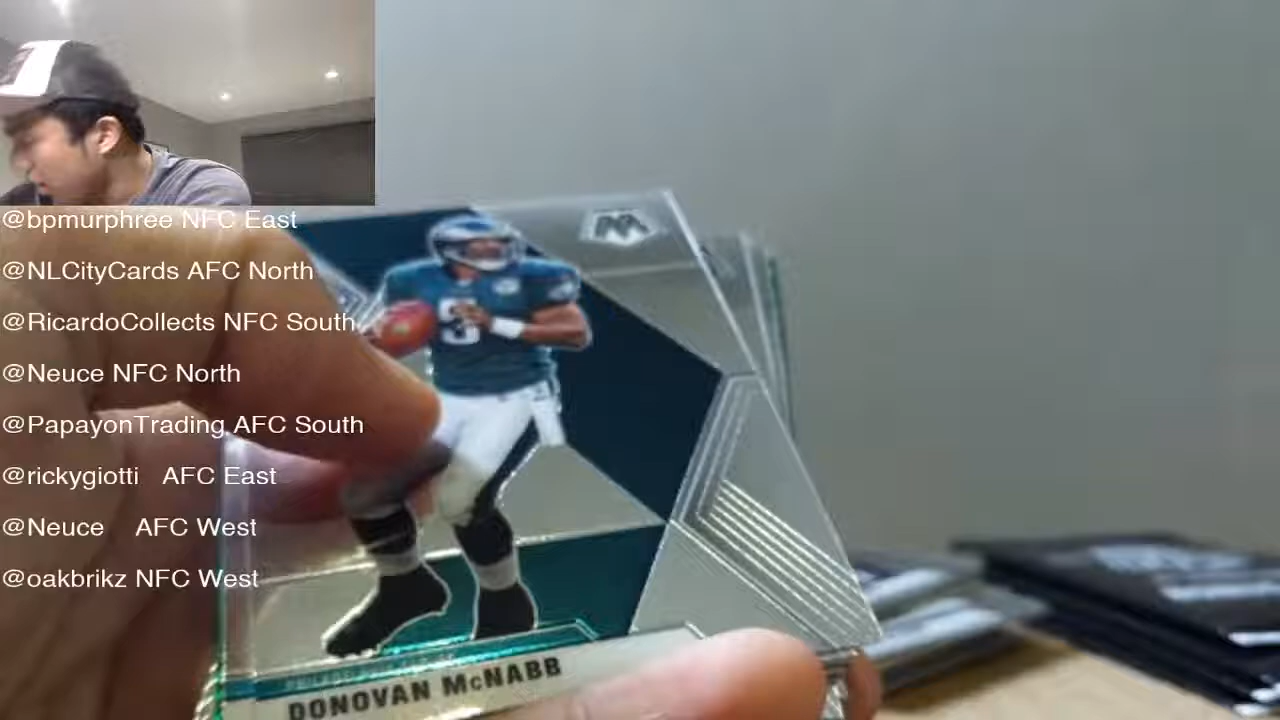 @bpmurphree NFC East
@NLCityCards AFC North
@RicardoCollects NFC South
@Neuce NFC North
@PapayonTrading AFC South
@rickygiotti AFC East
@Neuce AFC West
@oakbrikz NFC West
DONOVAN McNABB